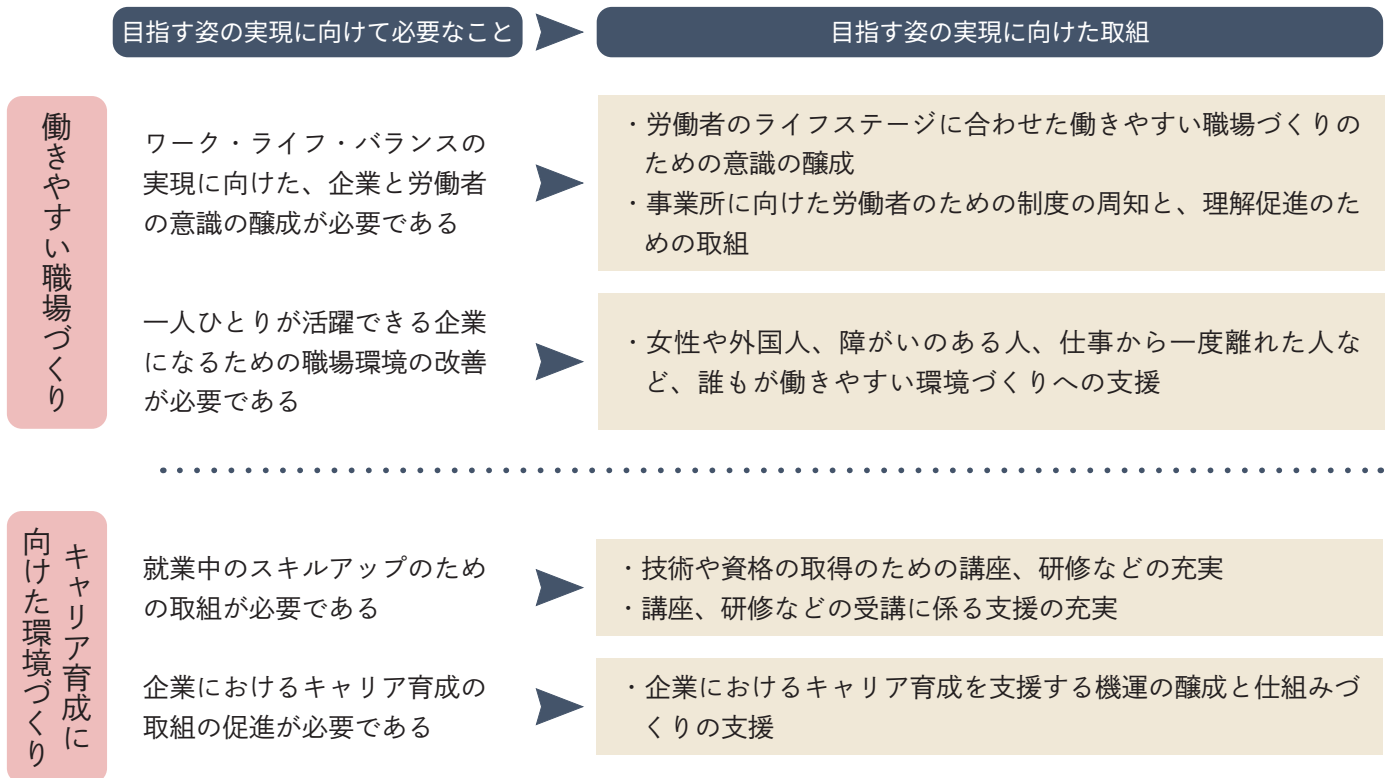 目指す姿の実現に向けて必要なこと
目指す姿の実現に向けた取組
働きやすい職場づくり
ワーク・ライフ・バランスの
実現に向けた、企業と労働者
の意識の醸成が必要である
・労働者のライフステージに合わせた働きやすい職場づくりの
ための意識の醸成
・事業所に向けた労働者のための制度の周知と、理解促進のた
めの取組
一人ひとりが活躍できる企業
になるための職場環境の改善
が必要である
・女性や外国人、障がいのある人、仕事から一度離れた人な
ど、誰もが働きやすい環境づくりへの支援
キャリア育成に
向けた環境づくり
就業中のスキルアップのため
の取組が必要である
・技術や資格の取得のための講座、研修などの充実
・講座、研修などの受講に係る支援の充実
企業におけるキャリア育成の
取組の促進が必要である
・企業におけるキャリア育成を支援する機運の醸成と仕組みづ
くりの支援